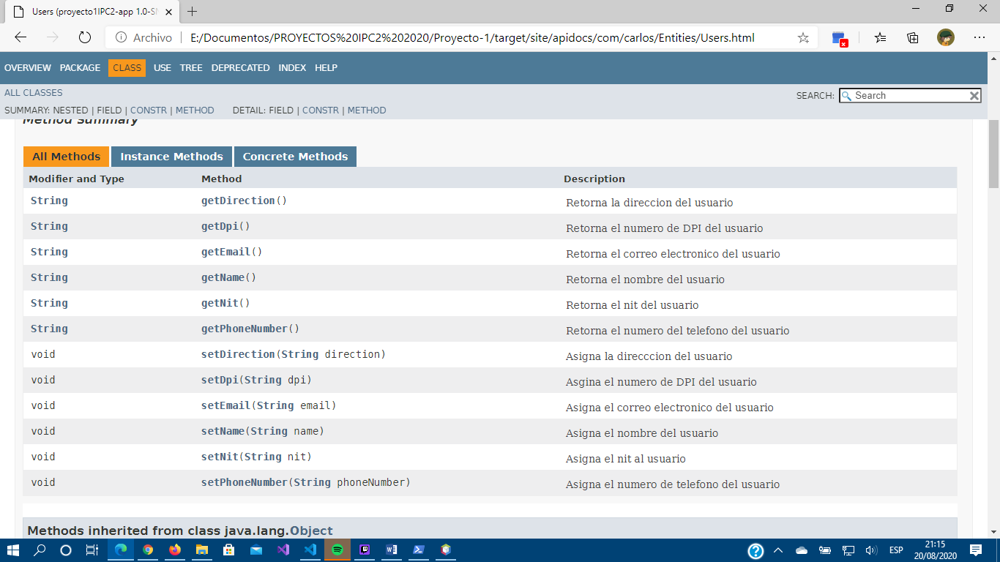 Users (proyecto1IPC2-app 1.0-SN
Archivo E:/Documentos/PROYECTOS%20IPC2%202020/Proyecto-1/target/site/apidocs/com/carlos/Entities/Users.html
OVERVIEW PACKAGE CLASS USE TREE DEPRECATED INDEX HELP
ALL CLASSES
SEARCH: Search
SUMMARY: NESTED | FIELD | CONSTR | METHOD DETAIL: FIELD | CONSTR | METHOD
Method Summary
All Methods Instance Methods Concrete Methods
Modifier and Type Method Description
String getDirection() Retorna la direccion del usuario
String getDpi() Retorna el numero de DPI del usuario
String getEmail() Retorna el correo electronico del usuario
String getName() Retorna el nombre del usuario
String getNit() Retorna el nit del usuario
String getPhoneNumber() Retorna el numero del telefono del usuario
void setDirection(String direction) Asigna la direcccion del usuario
void setDpi(String dpi) Asgina el numero de DPI del usuario
void setEmail(String email) Asigna el correo electronico del usuario
void setName(String name) Asigna el nombre del usuario
void setNit(String nit) Asigna el nit al usuario
void setPhoneNumber(String phoneNumber) Asigna el numero de telefono del usuario
Methods inherited from class java.lang.Object
ESP
21:15
20/08/2020